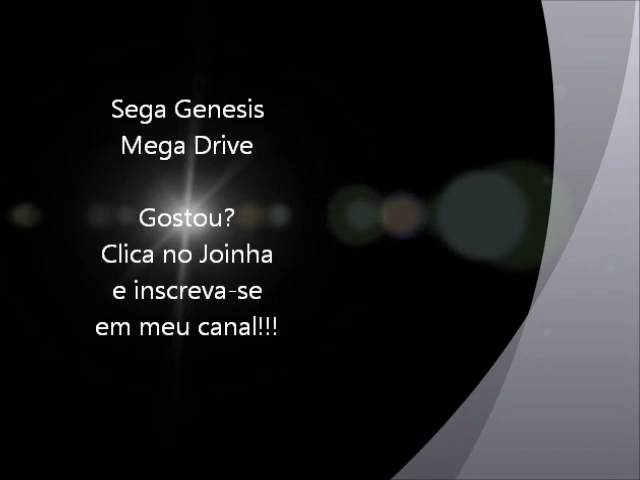 Sega Genesis
Mega Drive
Gostou?
Clica no Joinha
e inscreva-se
em meu canal!!!